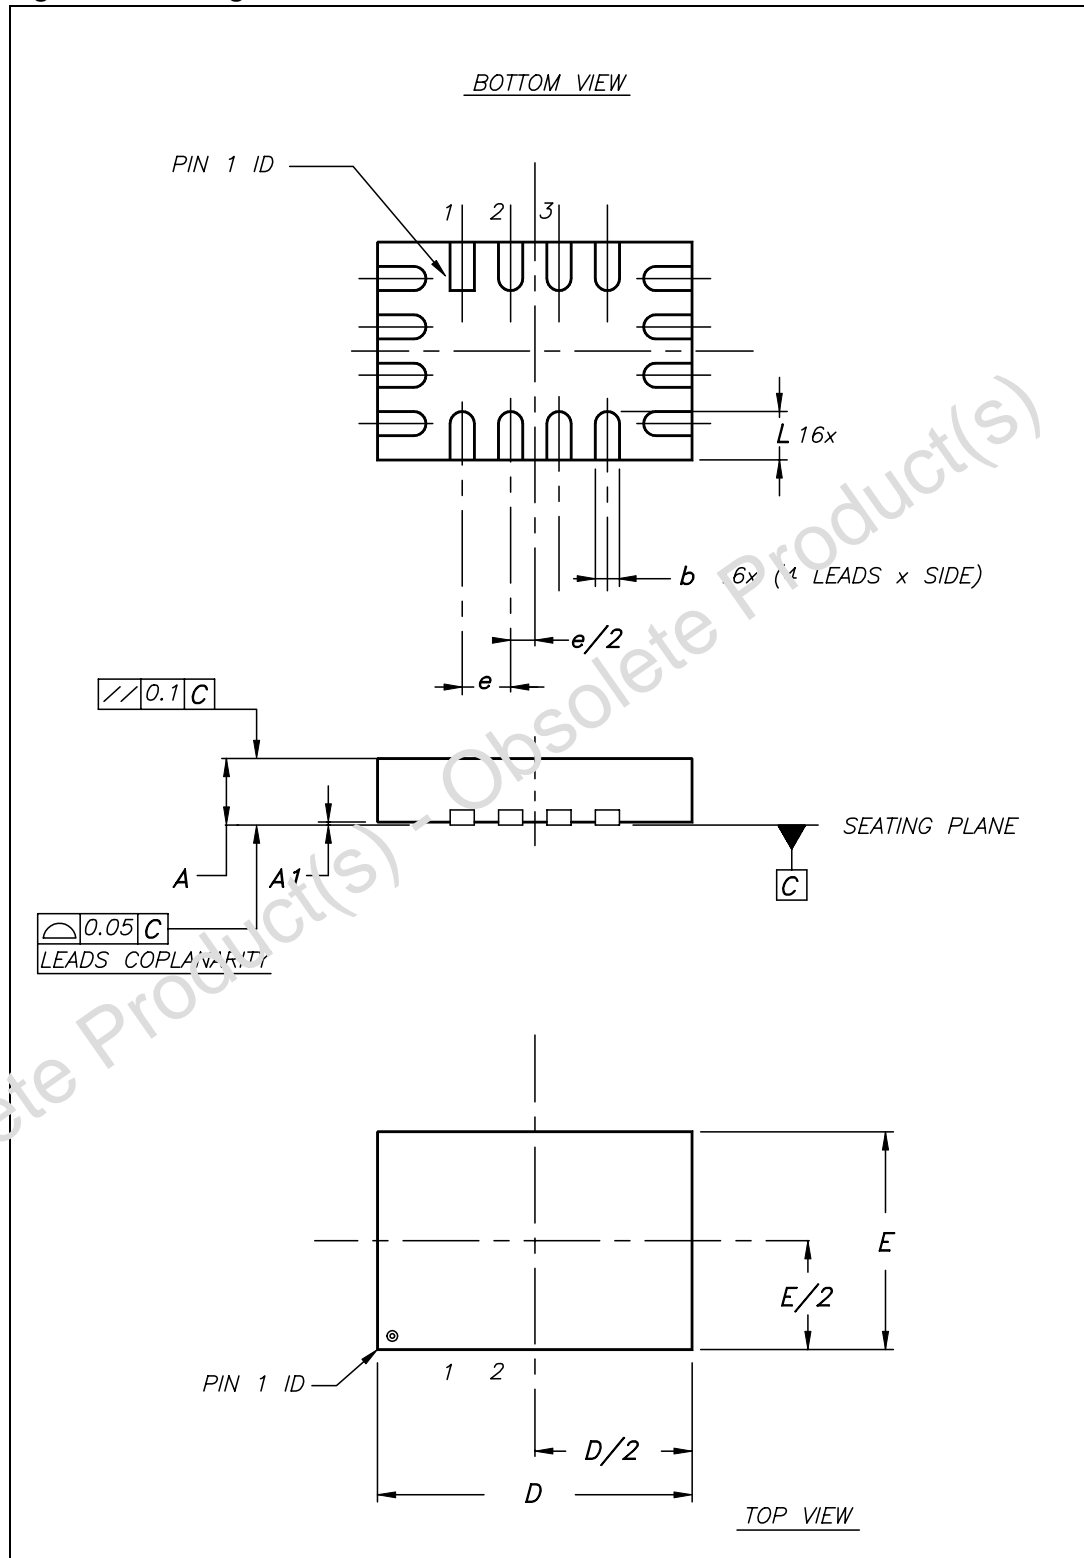 BOTTOM VIEW
PIN 1 ID
1 2 3
L 16x
b 6x ( LEADS x SIDE)
e/2
e
// 0.1 C
SEATING PLANE
A A1
C
0.05 C
LEADS COPLANARITY
E
E/2
1 2
PIN 1 ID
D/2
D
TOP VIEW
Obsolete Product(s) - Obsolete Product(s)